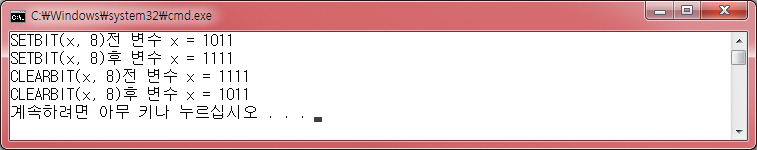 C:₩Windows₩system32₩cmd.exe
SETBIT(x, 8)전 변수 x = 1011
SETBIT(x, 8)후 변수 x = 1111
CLEARBIT(x, 8)전 변수 x = 1111
CLEARBIT(x, 8)후 변수 x = 1011
계속하려면 아무 키나 누르십시오 . . .